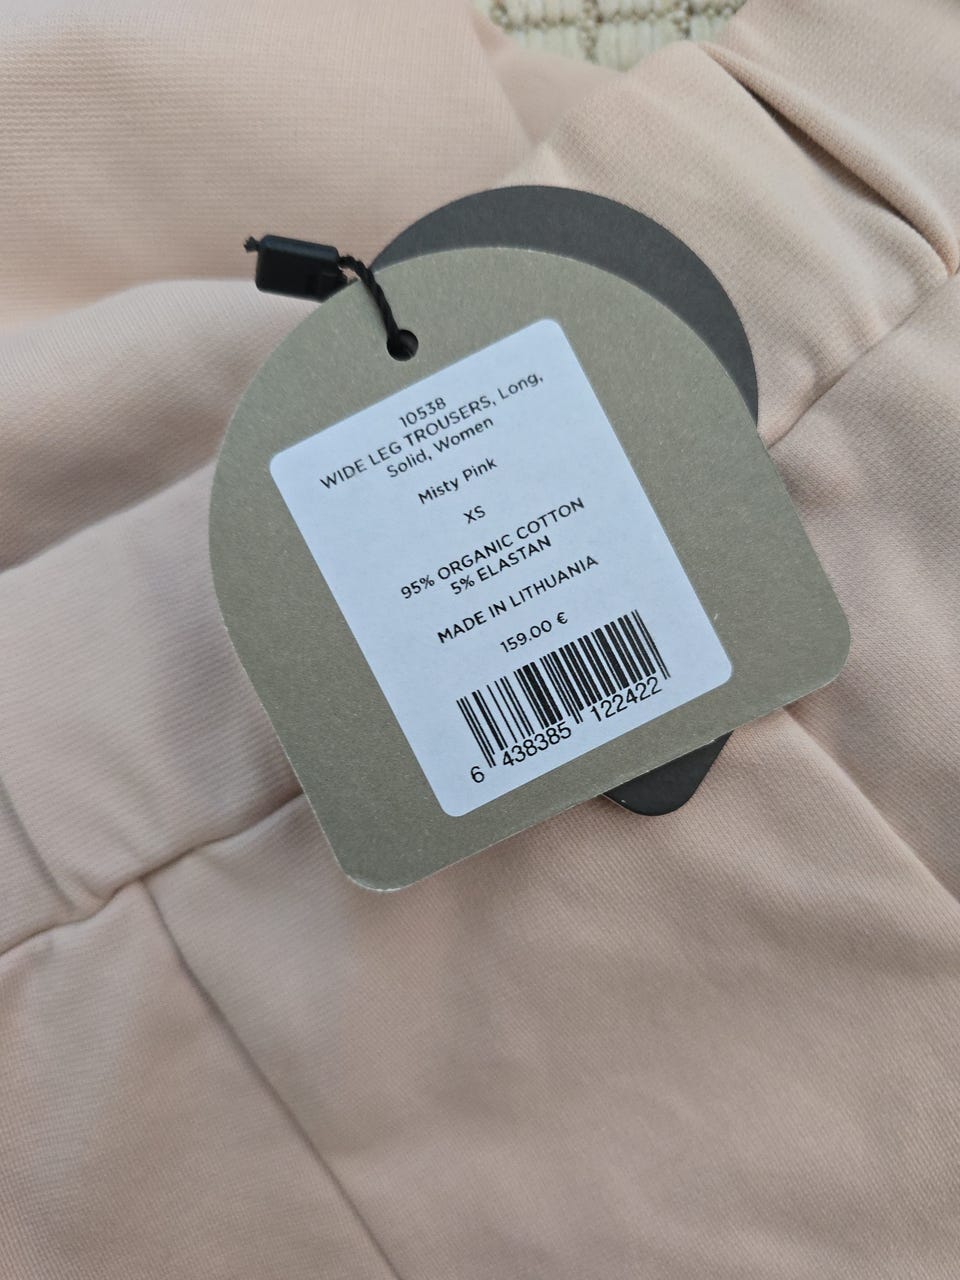 10538
WIDE LEG TROUSERS, Long,
Solid, Women
Misty Pink
XS
95% ORGANIC COTTON
5% ELASTAN
MADE IN LITHUANIA
159.00 €
6 438385 122422